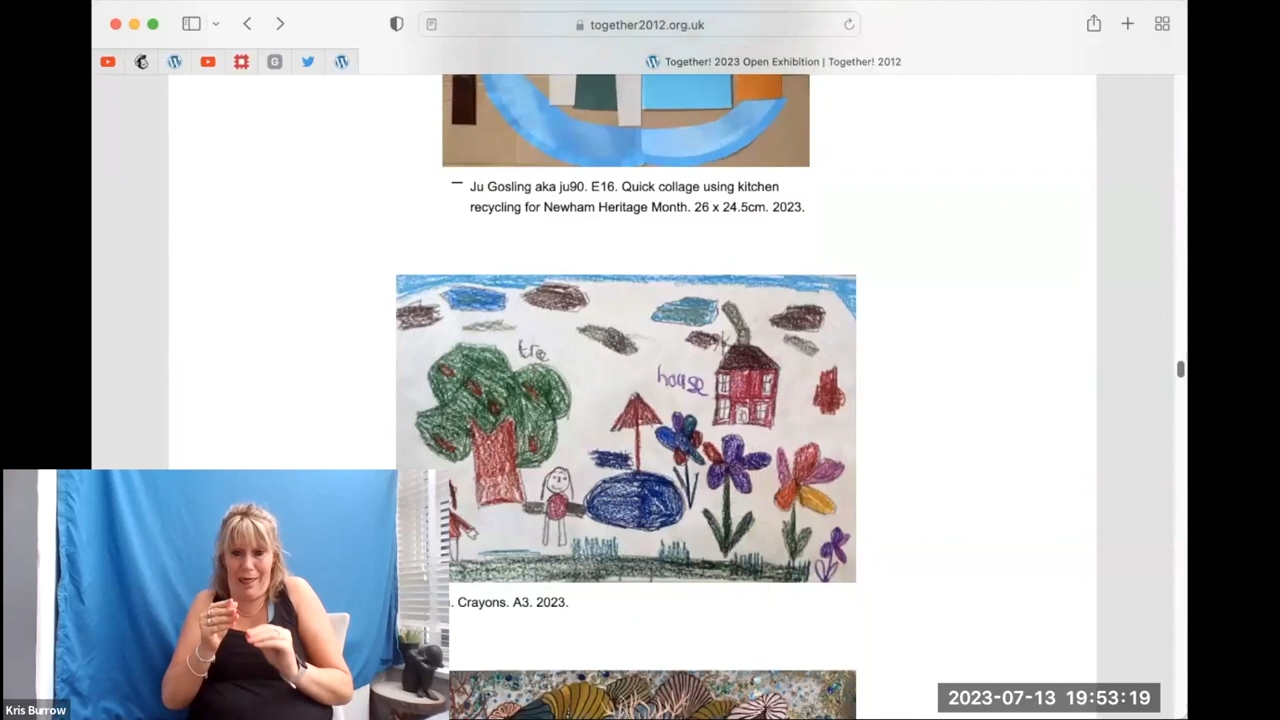 together2012.org.uk
Together! 2023 Open Exhibition | Together! 2012
Ju Gosling aka ju90. E16. Quick collage using kitchen
recycling for Newham Heritage Month. 26 x 24.5cm. 2023.
tre
house
. Crayons. A3. 2023.
Kris Burrow
2023-07-13 19:53:19